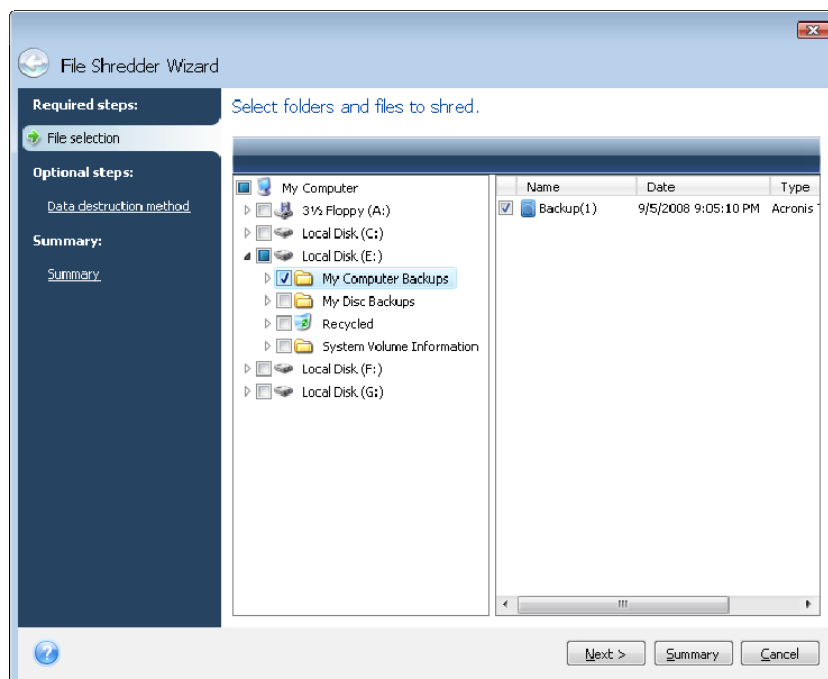 File Shredder Wizard
Required steps:
File selection
Optional steps:
Data destruction method
Summary:
Summary
Select folders and files to shred.
My Computer
3½ Floppy (A:)
Local Disk (C:)
Local Disk (E:)
My Computer Backups
My Disc Backups
Recycled
System Volume Information
Local Disk (F:)
Local Disk (G:)
Name Date Type
Backup(1) 9/5/2008 9:05:10 PM Acronis
Next > Summary Cancel